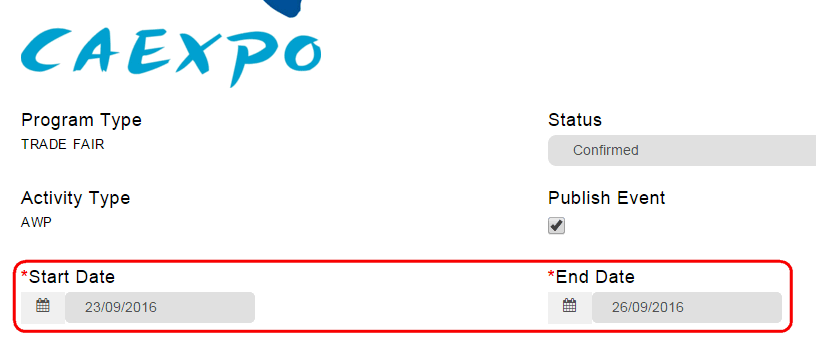 CAEXPO
Program Type
TRADE FAIR
Status
Confirmed
Activity Type
AWP
Publish Event
*Start Date
23/09/2016
*End Date
26/09/2016